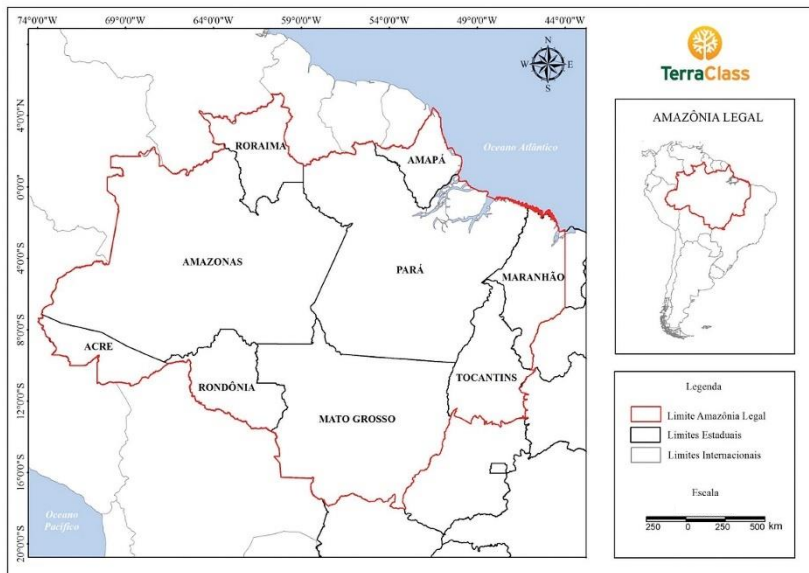 74°0'0"W 69°0'0"W 64°0'0"W 59°0'0"W 54°0'0"W 49°0'0"W 44°0'0"W
N
W E
S
TerraClass
4°0'0"N
0°0'0"
4°0'0"S
8°0'0"S
12°0'0"S
16°0'0"S
20°0'0"S
RORAIMA
AMAPÁ
Oceano Atlântico
AMAZONAS
PARÁ
MARANHÃO
ACRE
RONDÔNIA
TOCANTINS
MATO GROSSO
Oceano
Pacífico
AMAZÔNIA LEGAL
Legenda
Limite Amazônia Legal
Limites Estaduais
Limites Internacionais
Escala
250 0 250 500 km